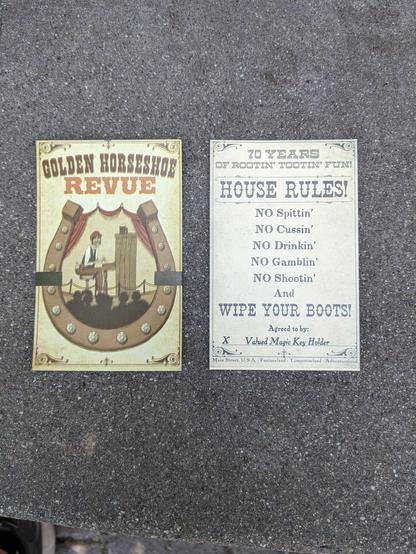 GOLDEN HORSESHOE
REVUE
70 YEARS
OF ROOTIN' TOOTIN' FUN!
HOUSE RULES!
NO Spittin'
NO Cussin'
NO Drinkin'
NO Gamblin'
NO Shootin'
And
WIPE YOUR BOOTS!
Agreed to by:
X Valued Magic Key Holder
Main Street, U.S.A. · Fantasyland · Tomorrowland · Adventureland